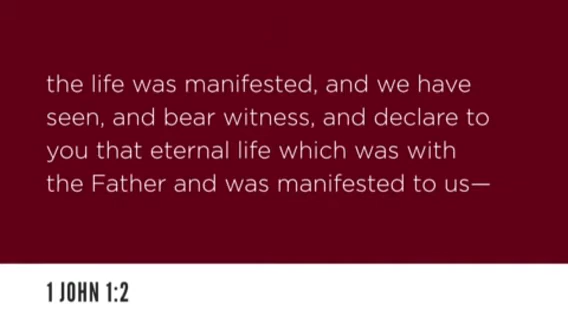 the life was manifested, and we have
seen, and bear witness, and declare to
you that eternal life which was with
the Father and was manifested to us—
1 JOHN 1:2